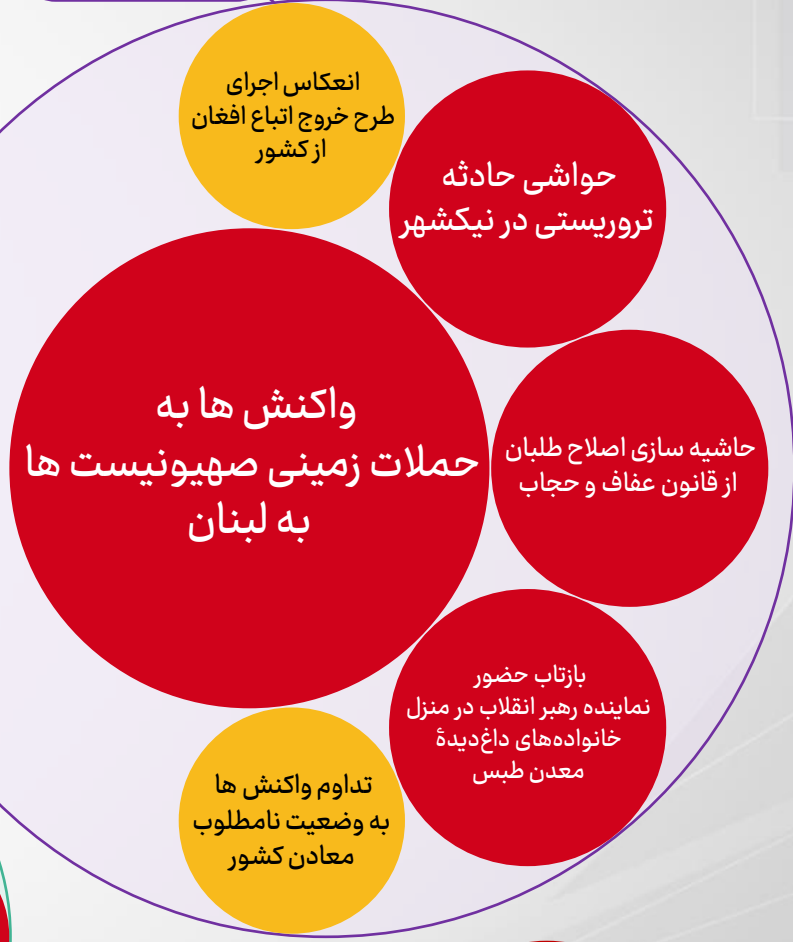 انعکاس اجرای
طرح خروج اتباع افغان
از کشور
حواشی حادثه
تروریستی در نیکشهر
واکنش ها به
حملات زمینی صهیونیست ها
به لبنان
حاشیه سازی اصلاح طلبان
از قانون عفاف و حجاب
بازتاب حضور
نماینده رهبر انقلاب در منزل
خانواده‌های داغ‌دیدۀ
معدن طبس
تداوم واکنش ها
به وضعیت نامطلوب
معادن کشور